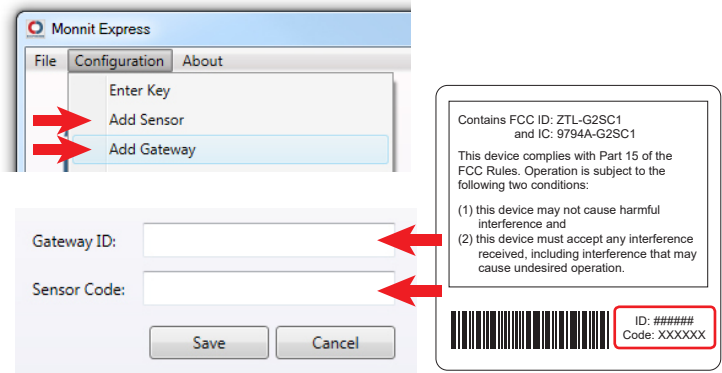 Monnit Express
File Configuration About
Enter Key
Add Sensor
Add Gateway
Gateway ID:
Sensor Code:
Save Cancel
Contains FCC ID: ZTL-G2SC1
and IC: 9794A-G2SC1
This device complies with Part 15 of the
FCC Rules. Operation is subject to the
following two conditions:
(1) this device may not cause harmful
interference and
(2) this device must accept any interference
received, including interference that may
cause undesired operation.
ID: ######
Code: XXXXXX